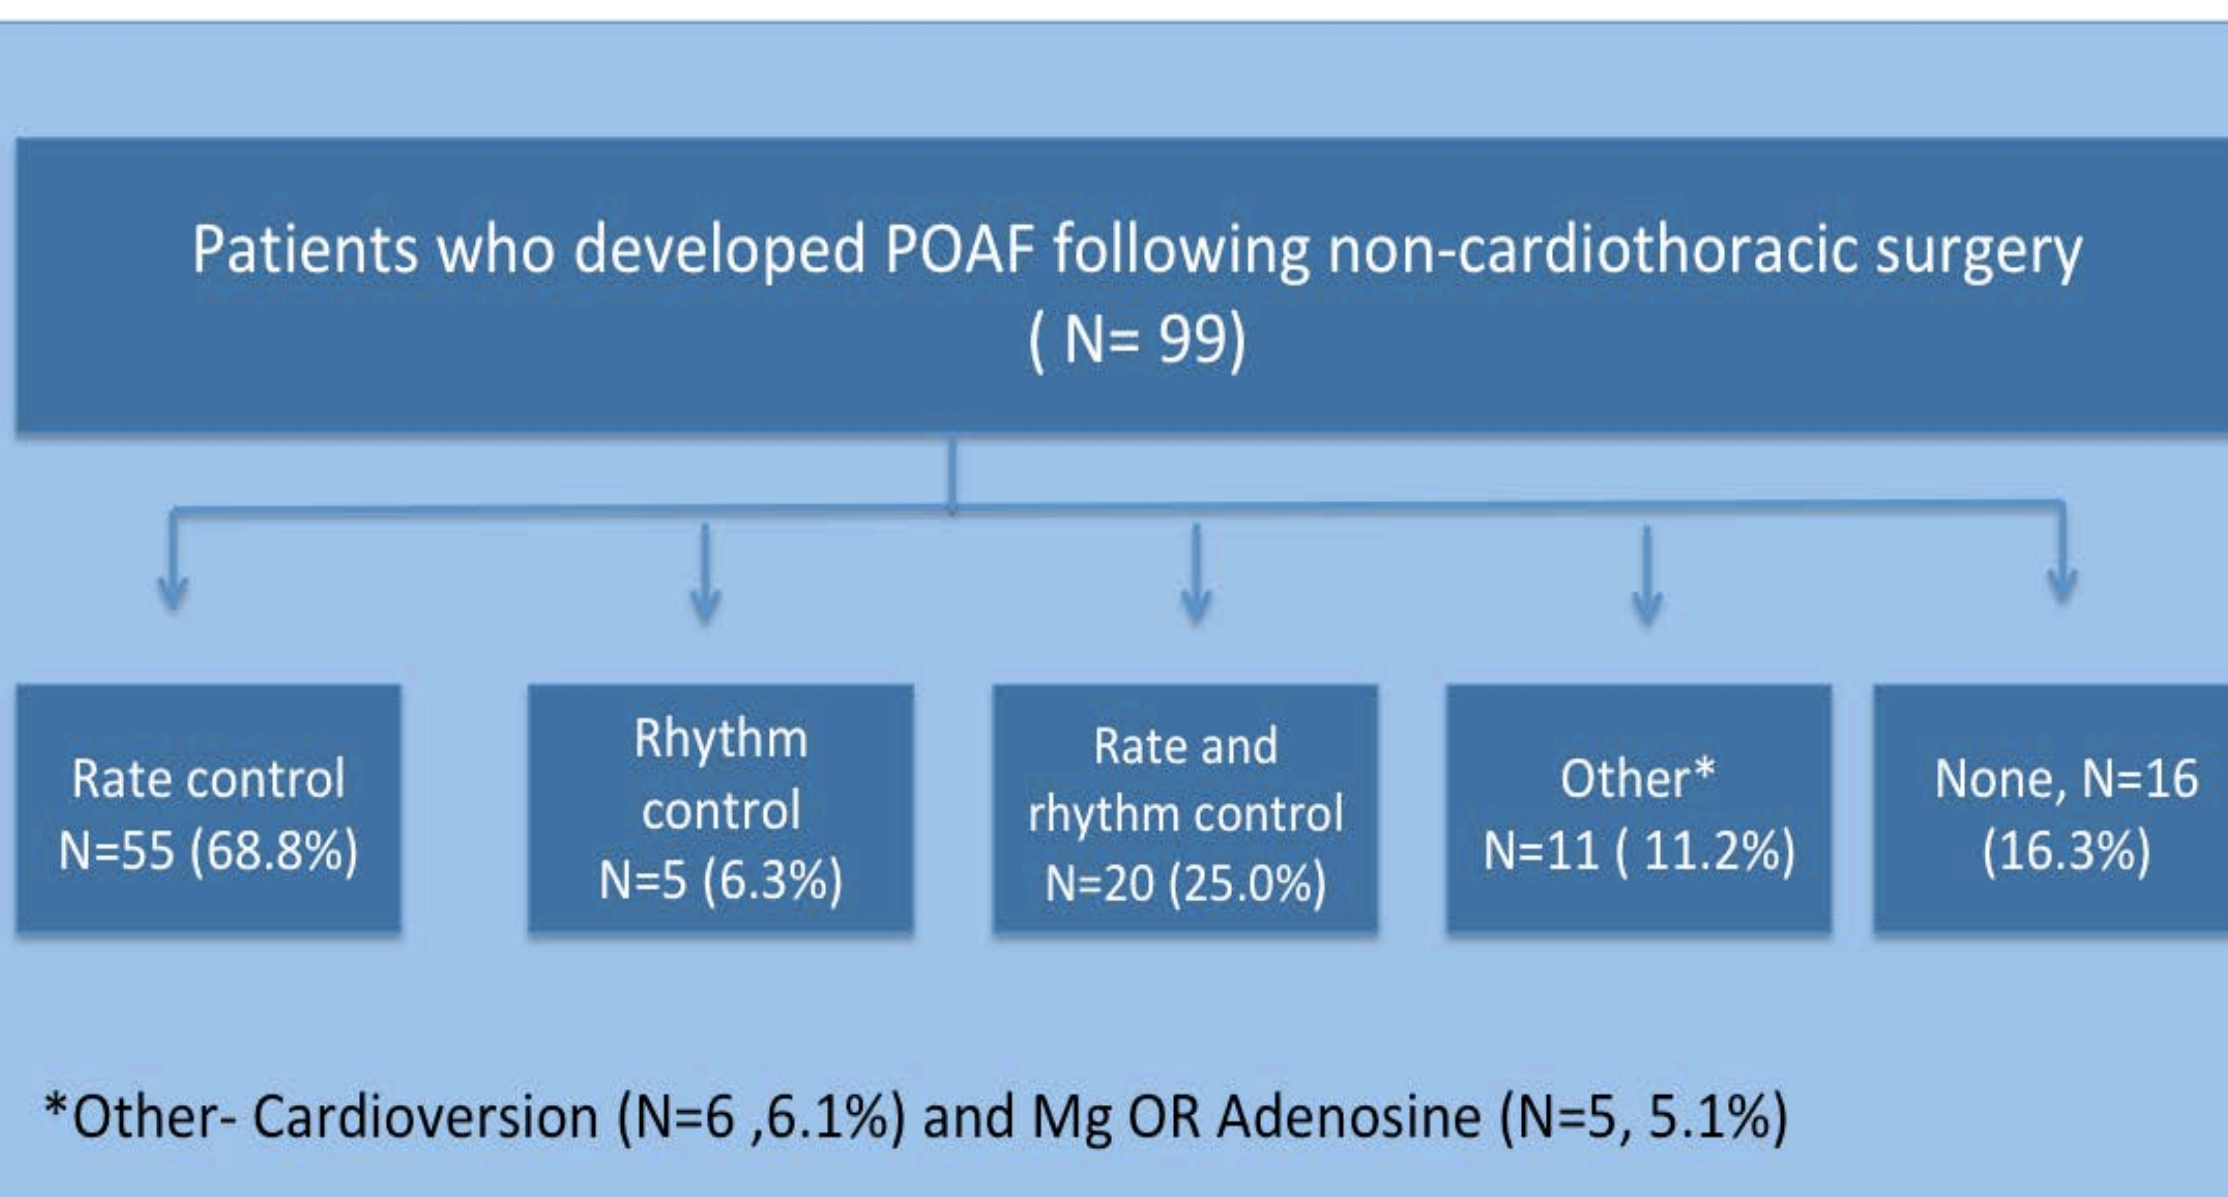 Patients who developed POAF following non-cardiothoracic surgery
( N= 99)
Rate control
N=55 (68.8%)
Rhythm
control
N=5 (6.3%)
Rate and
rhythm control
N=20 (25.0%)
Other*
N=11 ( 11.2%)
None, N=16
(16.3%)
*Other- Cardioversion (N=6 ,6.1%) and Mg OR Adenosine (N=5, 5.1%)